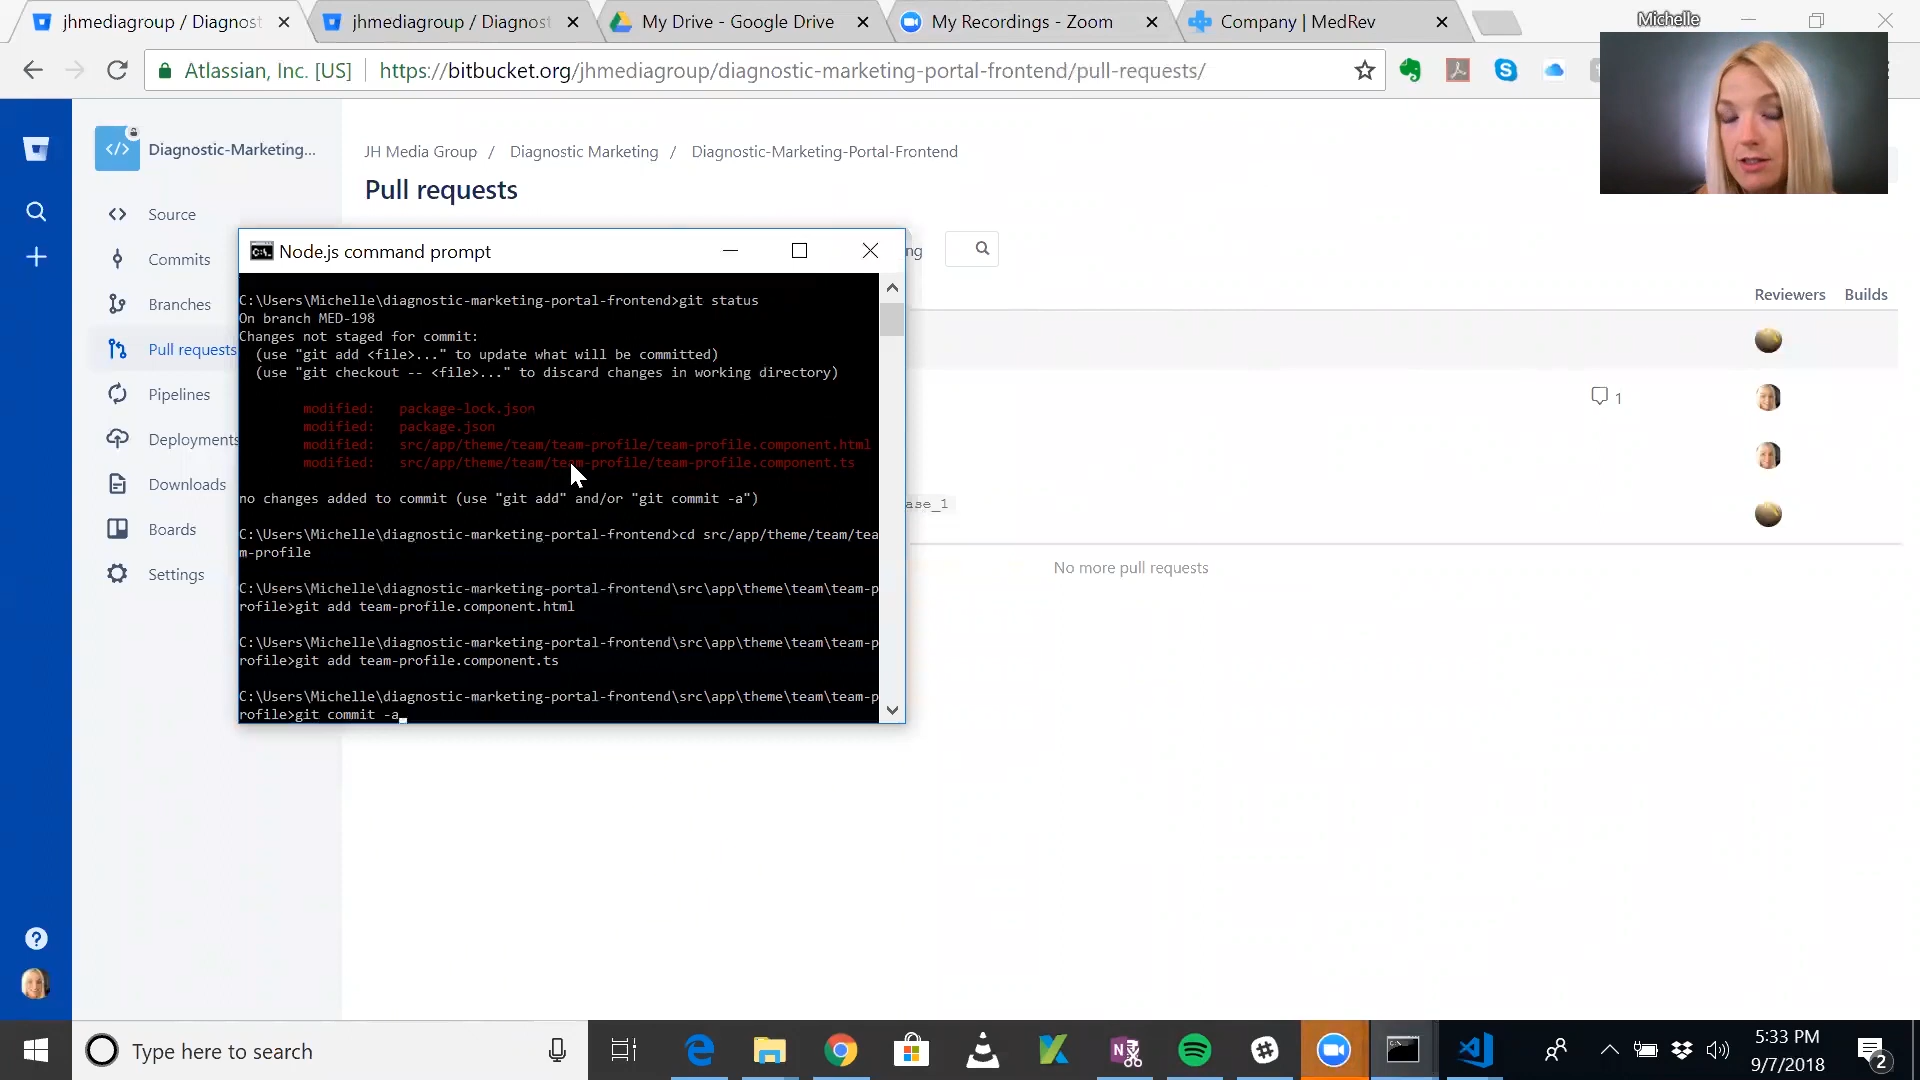 jhmediagroup / Diagnost
jhmediagroup / Diagnost
My Drive - Google Drive
My Recordings - Zoom
Company | MedRev
Michelle
Atlassian, Inc. [US]
https://bitbucket.org/jhmediagroup/diagnostic-marketing-portal-frontend/pull-requests/
Diagnostic-Marketing...
Source
Commits
Branches
Pull requests
Pipelines
Deployments
Downloads
Boards
Settings
JH Media Group / Diagnostic Marketing / Diagnostic-Marketing-Portal-Frontend
Pull requests
ng
Reviewers Builds
1
ase_1
No more pull requests
Node.js command prompt
C:\Users\Michelle\diagnostic-marketing-portal-frontend>git status
On branch MED-198
Changes not staged for commit:
(use "git add <file>..." to update what will be committed)
(use "git checkout -- <file>..." to discard changes in working directory)
modified: package-lock.json
modified: package.json
modified: src/app/theme/team/team-profile/team-profile.component.html
modified: src/app/theme/team/team-profile/team-profile.component.ts
no changes added to commit (use "git add" and/or "git commit -a")
C:\Users\Michelle\diagnostic-marketing-portal-frontend>cd src/app/theme/team/tea
m-profile
C:\Users\Michelle\diagnostic-marketing-portal-frontend\src\app\theme\team\team-p
rofile>git add team-profile.component.html
C:\Users\Michelle\diagnostic-marketing-portal-frontend\src\app\theme\team\team-p
rofile>git add team-profile.component.ts
C:\Users\Michelle\diagnostic-marketing-portal-frontend\src\app\theme\team\team-p
rofile>git commit -a
Type here to search
5:33 PM
9/7/2018
2